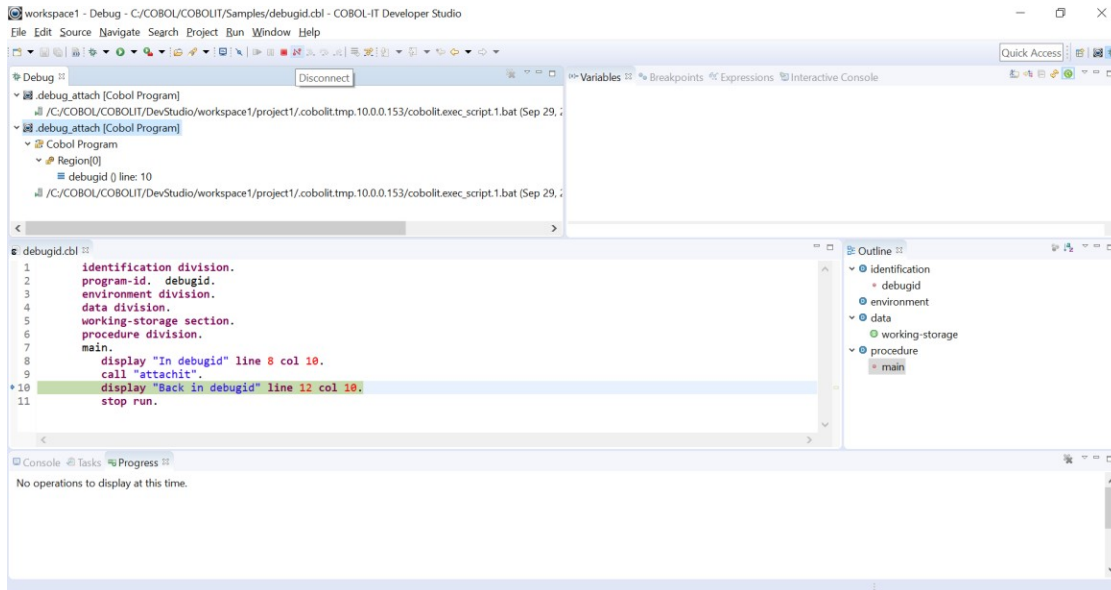 workspace1 - Debug - C:/COBOL/COBOLIT/Samples/debugid.cbl - COBOL-IT Developer Studio
File Edit Source Navigate Search Project Run Window Help
Quick Access
Debug
Disconnect
Variables Breakpoints Expressions Interactive Console
.debug_attach [Cobol Program]
/C:/COBOL/COBOLIT/DevStudio/workspace1/project1/.cobolit.tmp.10.0.0.153/cobolit.exec_script.1.bat (Sep 29, 2
.debug_attach [Cobol Program]
Cobol Program
Region[0]
debugid () line: 10
/C:/COBOL/COBOLIT/DevStudio/workspace1/project1/.cobolit.tmp.10.0.0.153/cobolit.exec_script.1.bat (Sep 29, 2
debugid.cbl
1 identification division.
2 program-id. debugid.
3 environment division.
4 data division.
5 working-storage section.
6 procedure division.
7 main.
8 display "In debugid" line 8 col 10.
9 call "attachit".
10 display "Back in debugid" line 12 col 10.
11 stop run.
Outline
identification
debugid
environment
data
working-storage
procedure
main
Console Tasks Progress
No operations to display at this time.